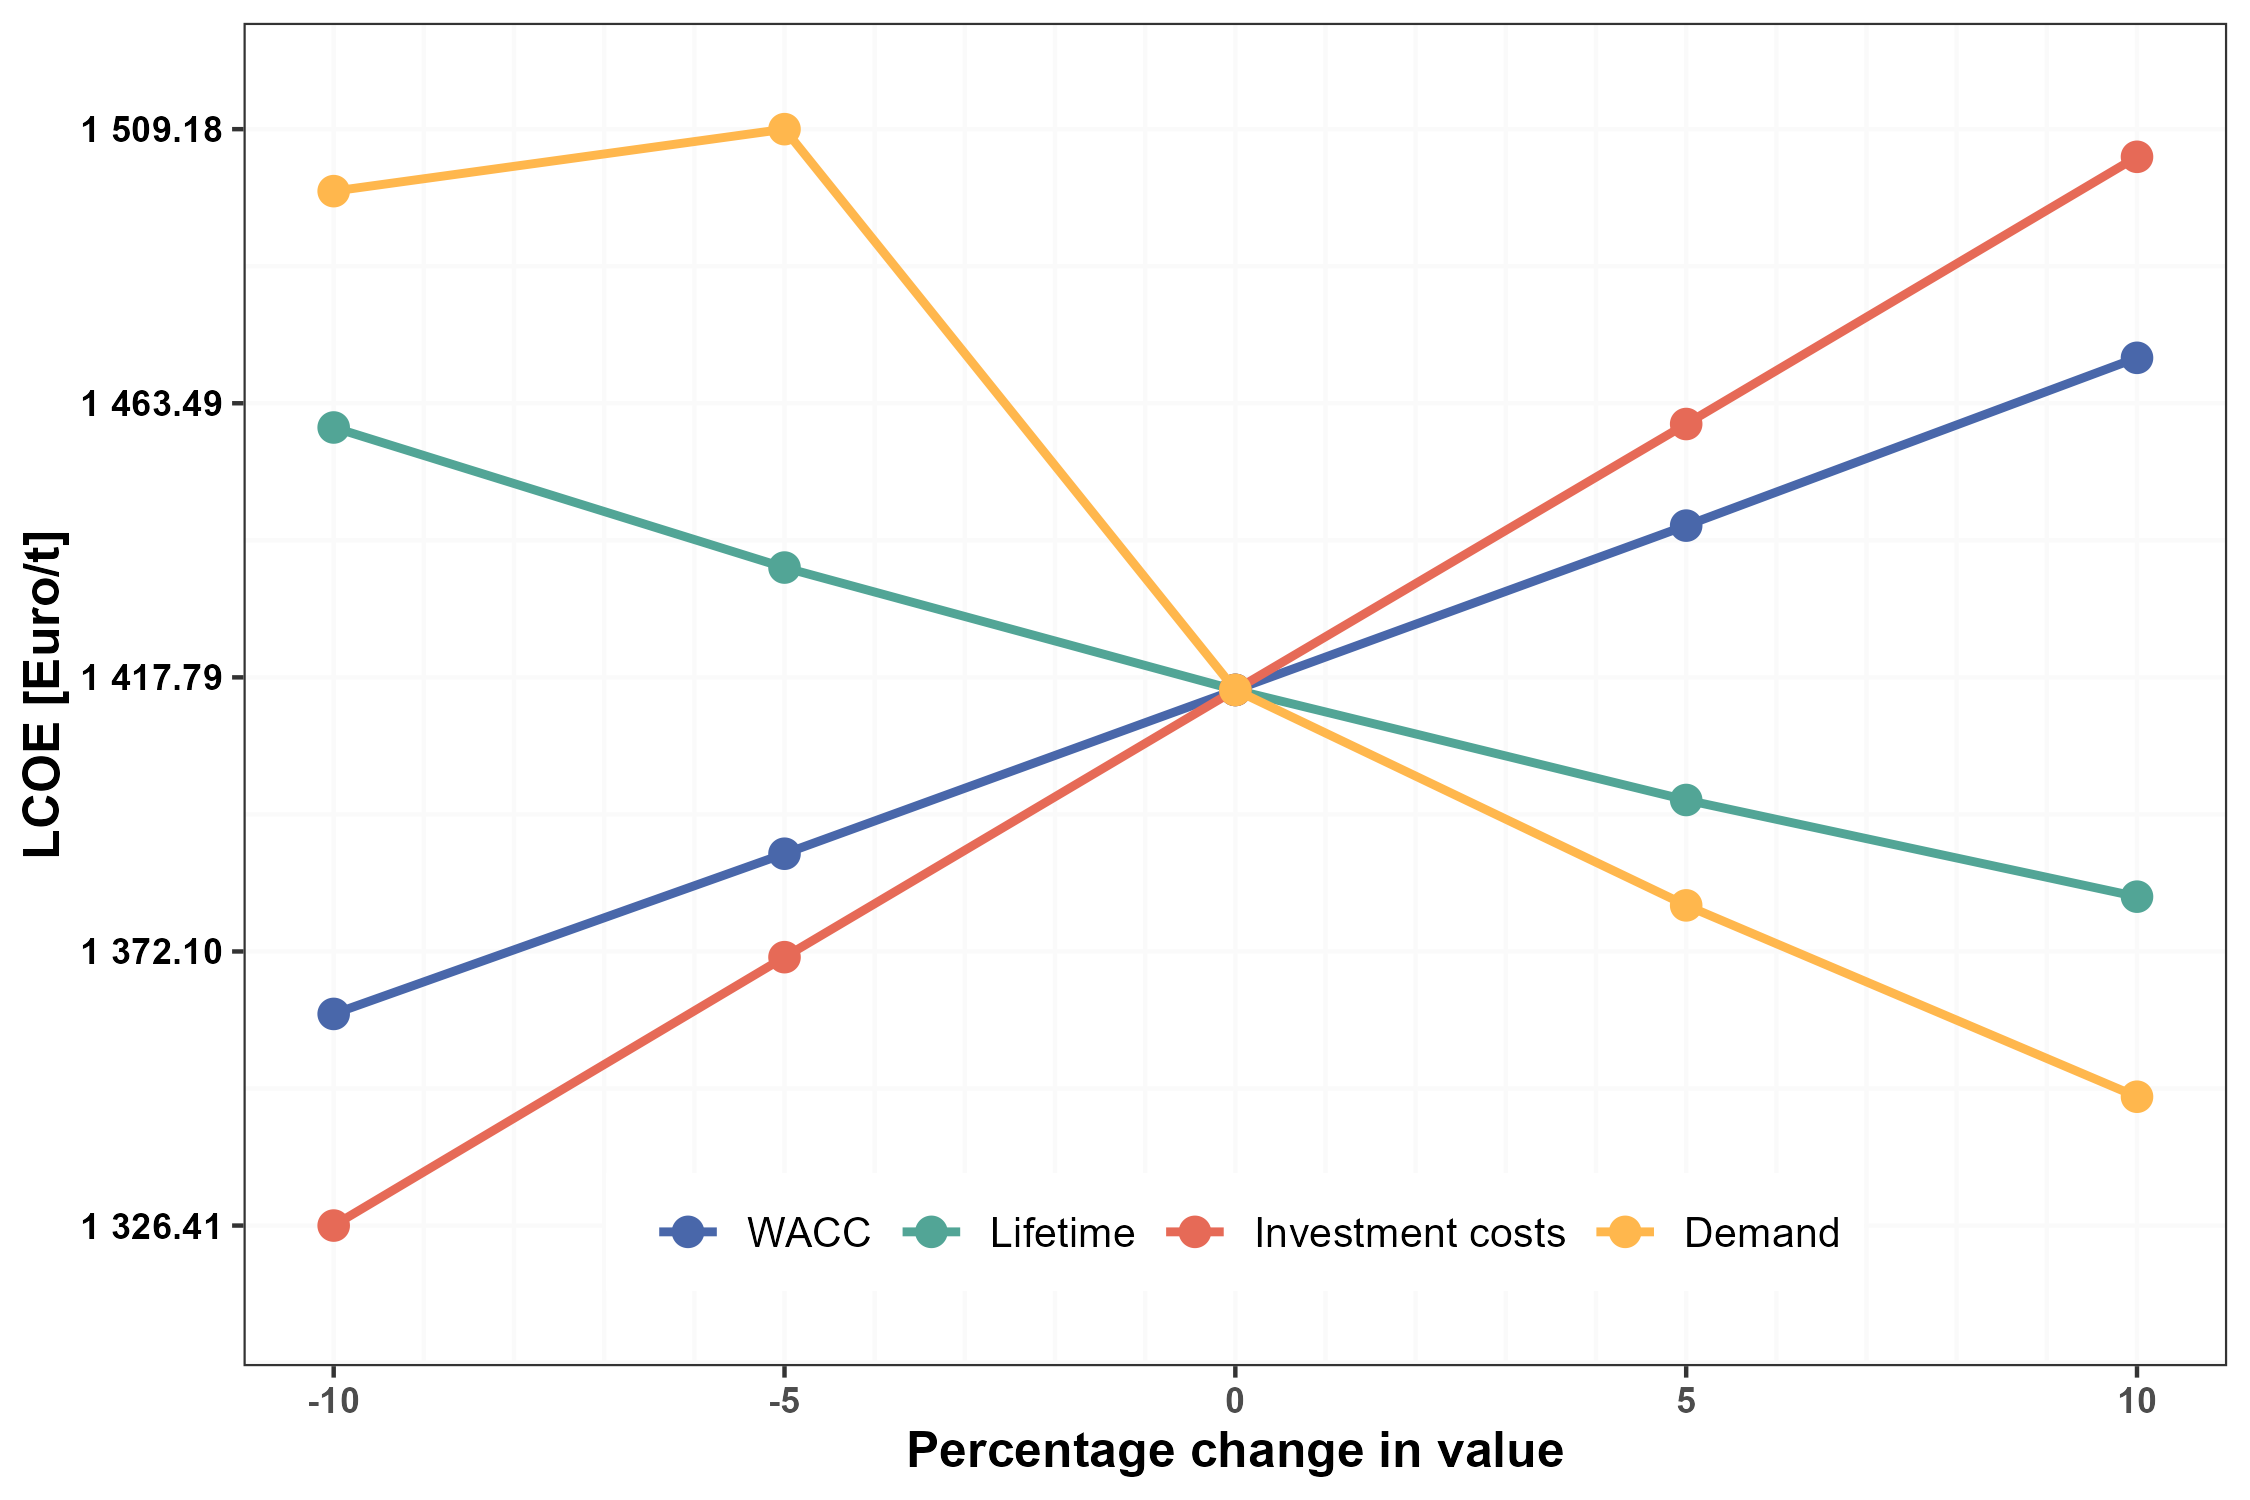 LCOE [Euro/t]
1 509.18
1 463.49
1 417.79
1 372.10
1 326.41
WACC Lifetime Investment costs Demand
-10 -5 0 5 10
Percentage change in value